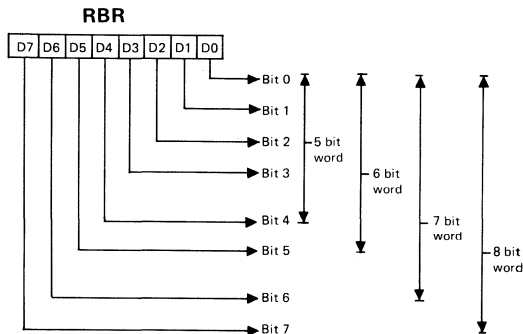 RBR
D7 D6 D5 D4 D3 D2 D1 D0
Bit 0
Bit 1
Bit 2
Bit 3
Bit 4
Bit 5
Bit 6
Bit 7
5 bit
word
6 bit
word
7 bit
word
8 bit
word